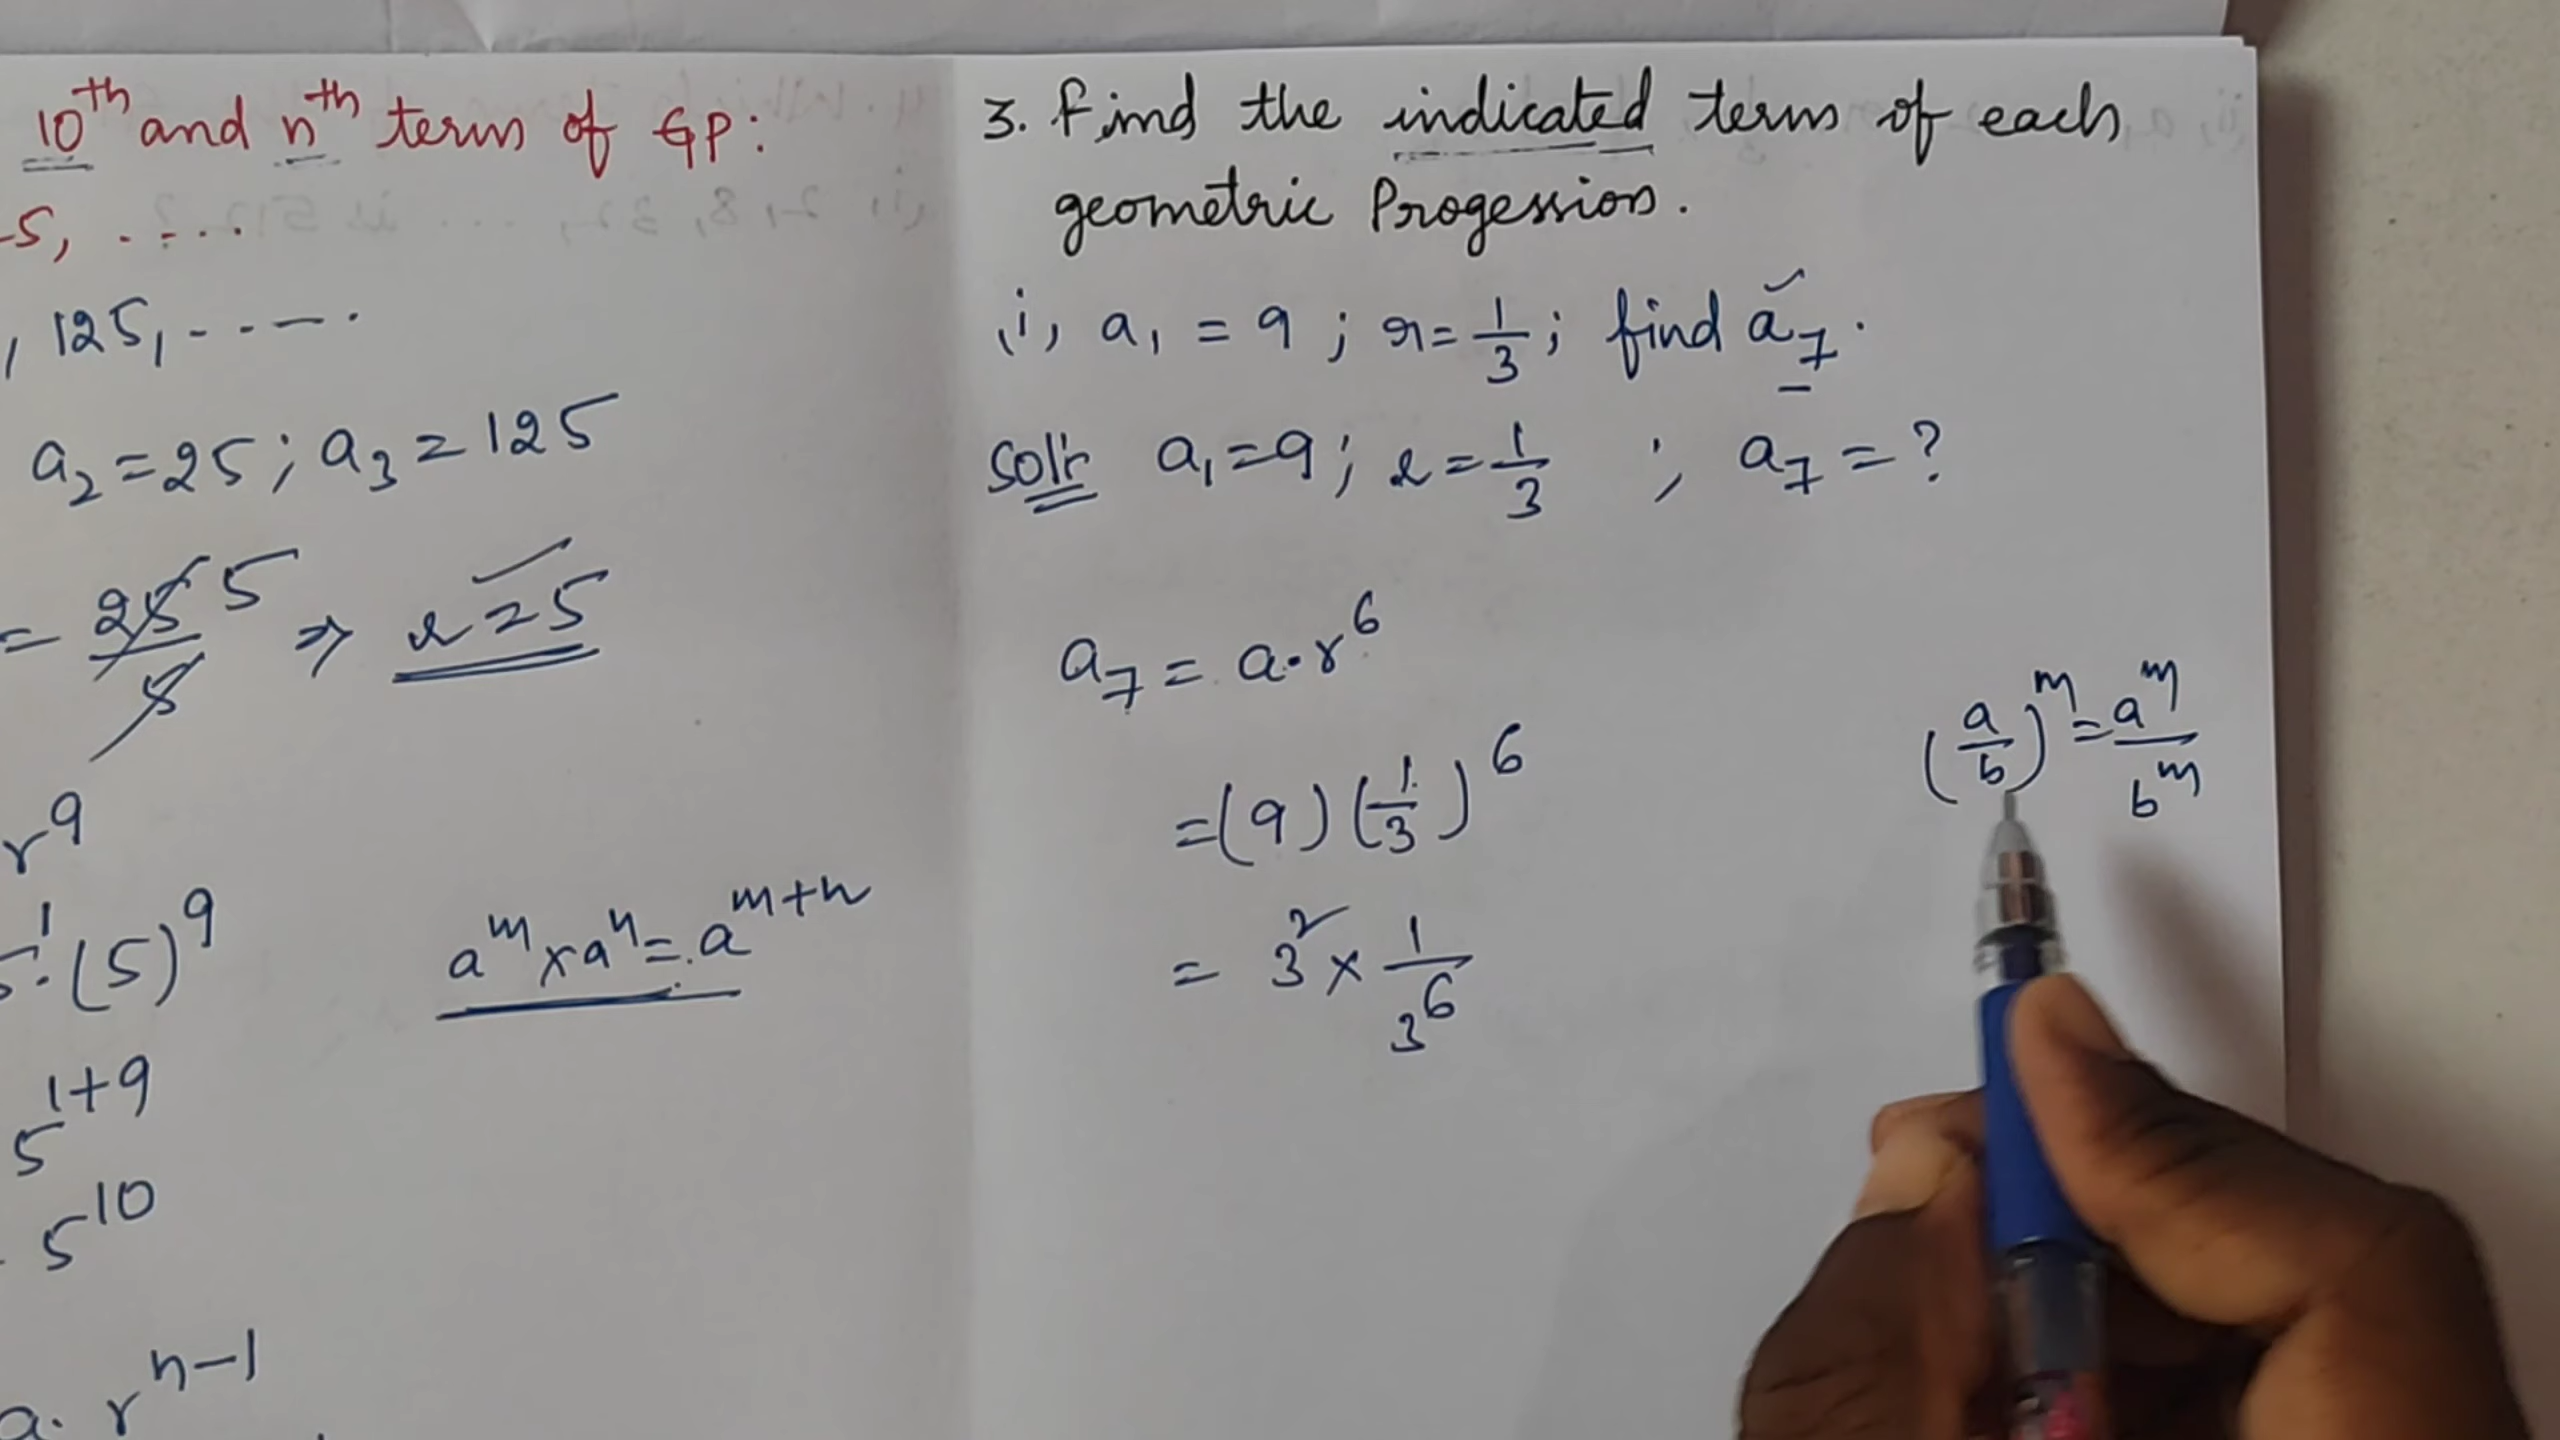 10th and nth term of GP:
5, ....
, 125, ....
a₂ = 25; a₃ = 125
= 25/5 5 ⇒ r = 5
r⁹
5¹·(5)⁹
aᵐ × aⁿ = aᵐ⁺ⁿ
5¹⁺⁹
5¹⁰
a. rⁿ⁻¹
3. Find the indicated term of each
geometric Progession.
(i, a₁ = 9 ; r = 1/3 ; find a₇.
Soln: a₁ = 9 ; r = 1/3 ; a₇ = ?
a₇ = a·r⁶
= (9) (1/3)⁶
= 3² × 1/3⁶
(a/b)ᵐ = aᵐ/bᵐ